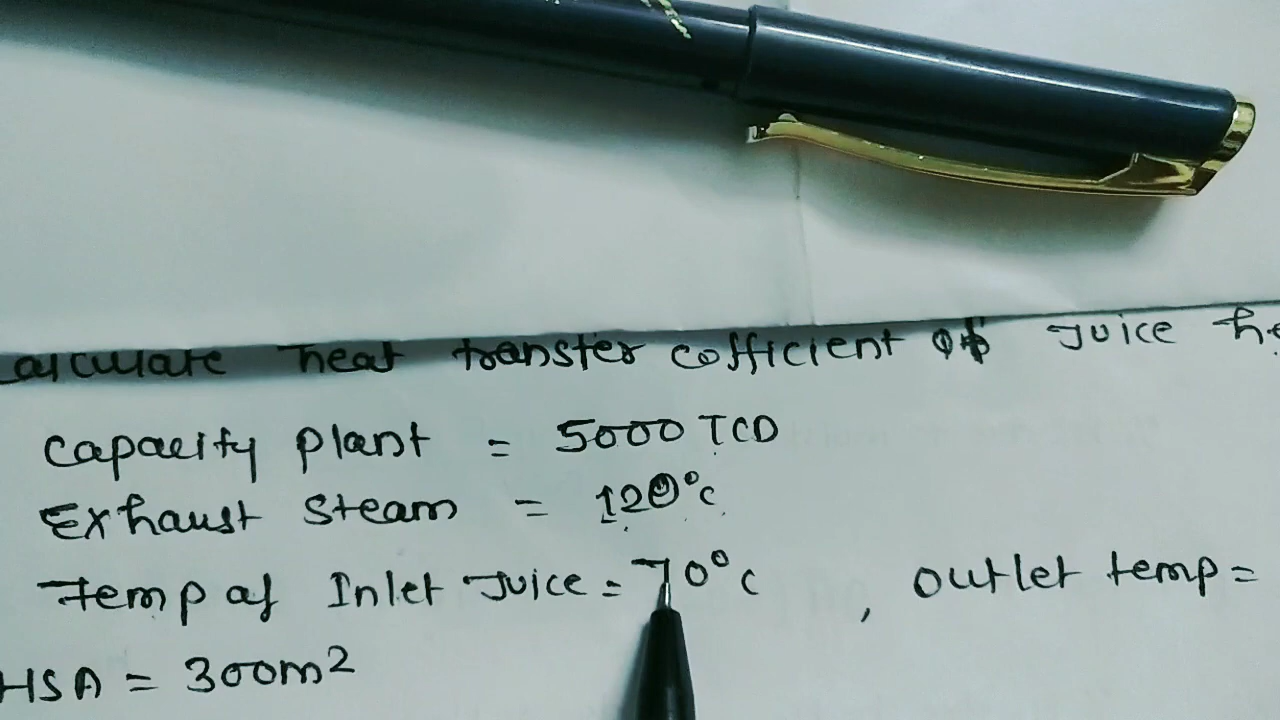 alculate heat transfer cofficient of Juice he
Capacity plant = 5000 TCD
Exhaust steam = 120°c
Temp of Inlet Juice = 70°c , outlet temp =
HSA = 300m2